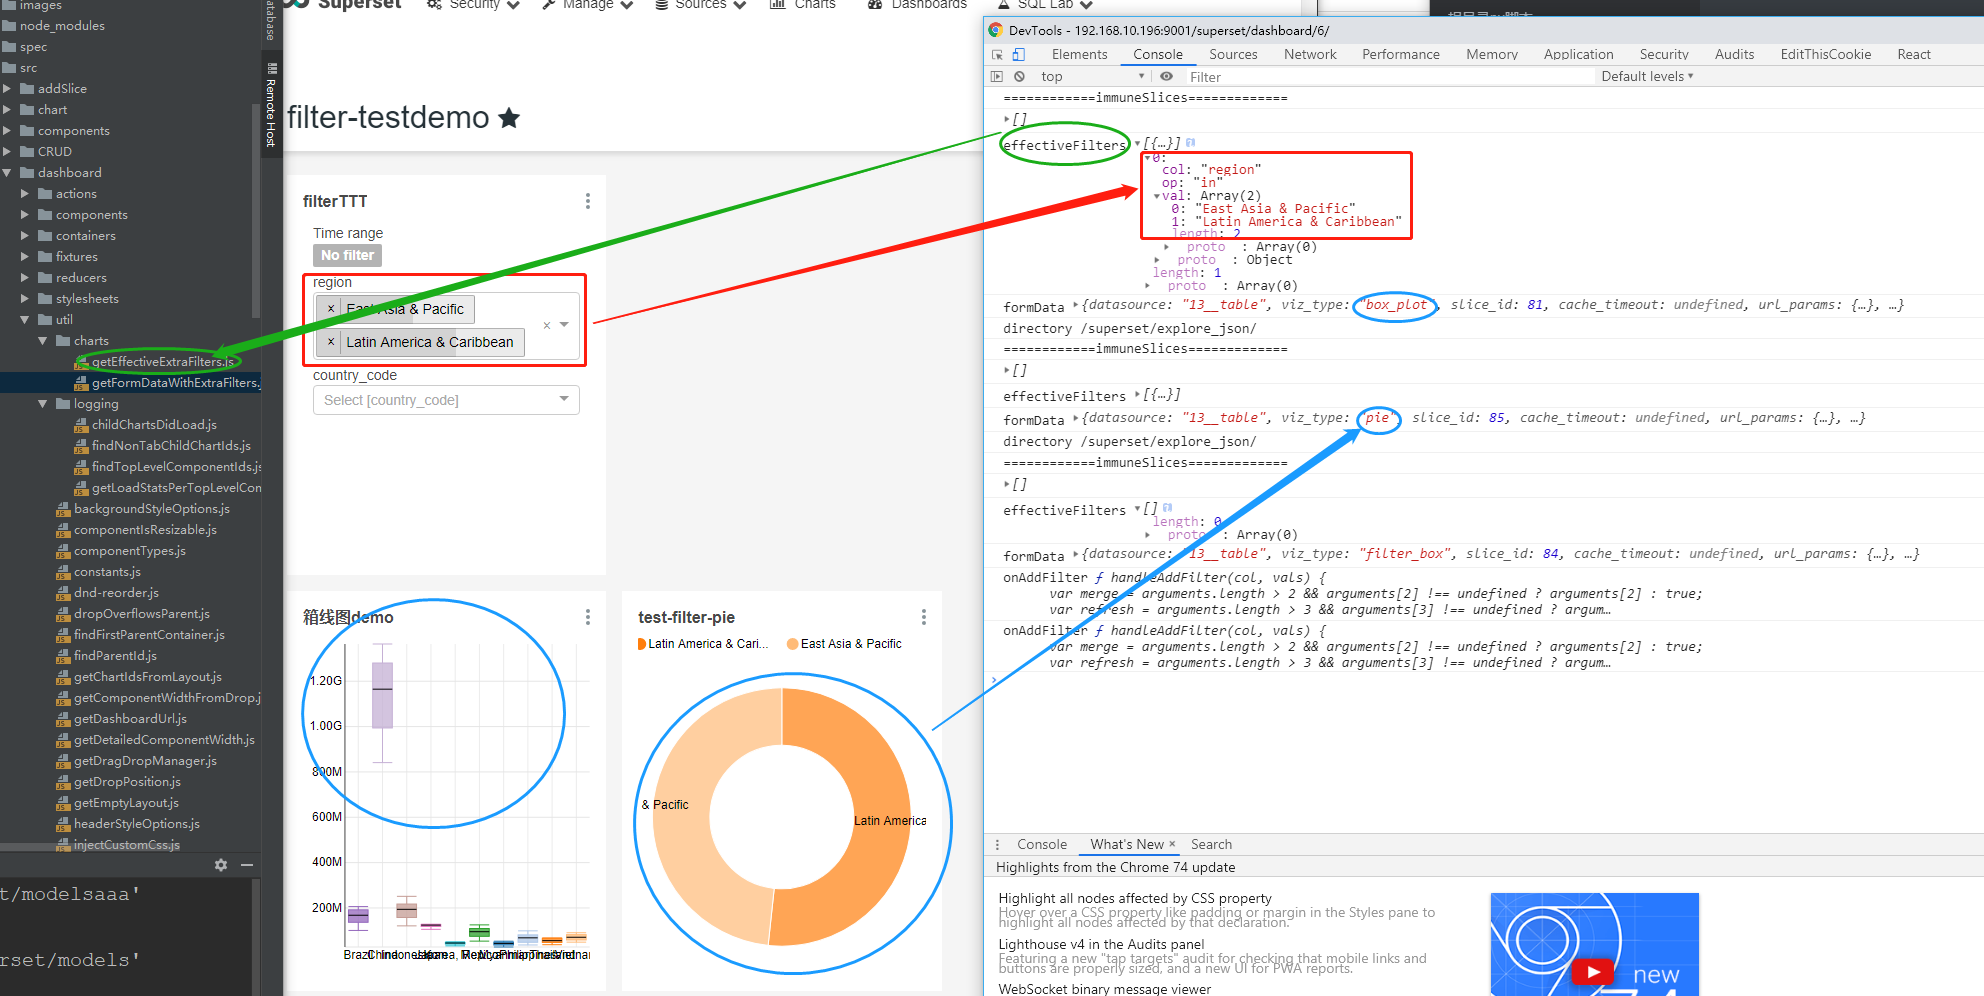 images
node_modules
spec
src
addSlice
chart
components
CRUD
dashboard
actions
components
containers
fixtures
reducers
stylesheets
util
charts
getEffectiveExtraFilters.js
getFormDataWithExtraFilters.
logging
childChartsDidLoad.js
findNonTabChildChartIds.js
findTopLevelComponentIds.js
getLoadStatsPerTopLevelCon
backgroundStyleOptions.js
componentIsResizable.js
componentTypes.js
constants.js
dnd-reorder.js
dropOverflowsParent.js
findFirstParentContainer.js
findParentId.js
getChartIdsFromLayout.js
getComponentWidthFromDrop.j
getDashboardUrl.js
getDetailedComponentWidth.js
getDragDropManager.js
getDropPosition.js
getEmptyLayout.js
headerStyleOptions.js
injectCustomCss.js
t/modelsaaa'
rset/models'
Remote Host
Superset Security Manage Sources Charts Dashboards SQL Lab
filter-testdemo ★
filterTTT
Time range
No filter
region
× East Asia & Pacific
× Latin America & Caribbean
country_code
Select [country_code]
箱线图demo
1.20G
1.00G
800M
600M
400M
200M
test-filter-pie
Latin America & Cari...
East Asia & Pacific
& Pacific
Latin America
DevTools - 192.168.10.196:9001/superset/dashboard/6/
Elements Console Sources Network Performance Memory Application Security Audits EditThisCookie React
top Filter Default levels
============immuneSlices=============
[]
effectiveFilters [{…}]
0:
col: "region"
op: "in"
val: Array(2)
0: "East Asia & Pacific"
1: "Latin America & Caribbean"
length: 2
proto : Array(0)
proto : Object
length: 1
proto : Array(0)
formData {datasource: "13__table", viz_type: "box_plot", slice_id: 81, cache_timeout: undefined, url_params: {…}, …}
directory /superset/explore_json/
============immuneSlices=============
[]
effectiveFilters [{…}]
formData {datasource: "13__table", viz_type: "pie", slice_id: 85, cache_timeout: undefined, url_params: {…}, …}
directory /superset/explore_json/
============immuneSlices=============
[]
effectiveFilters []
length: 0
proto : Array(0)
formData {datasource: "13__table", viz_type: "filter_box", slice_id: 84, cache_timeout: undefined, url_params: {…}, …}
onAddFilter ƒ handleAddFilter(col, vals) {
var merge = arguments.length > 2 && arguments[2] !== undefined ? arguments[2] : true;
var refresh = arguments.length > 3 && arguments[3] !== undefined ? argum…
onAddFilter ƒ handleAddFilter(col, vals) {
var merge = arguments.length > 2 && arguments[2] !== undefined ? arguments[2] : true;
var refresh = arguments.length > 3 && arguments[3] !== undefined ? argum…
Console What's New × Search
Highlights from the Chrome 74 update
Highlight all nodes affected by CSS property
Hover over a CSS property like padding or margin in the Styles pane to
highlight all nodes affected by that declaration.
Lighthouse v4 in the Audits panel
Featuring a new "tap targets" audit for checking that mobile links and
buttons are properly sized, and a new UI for PWA reports.
WebSocket binary message viewer
new